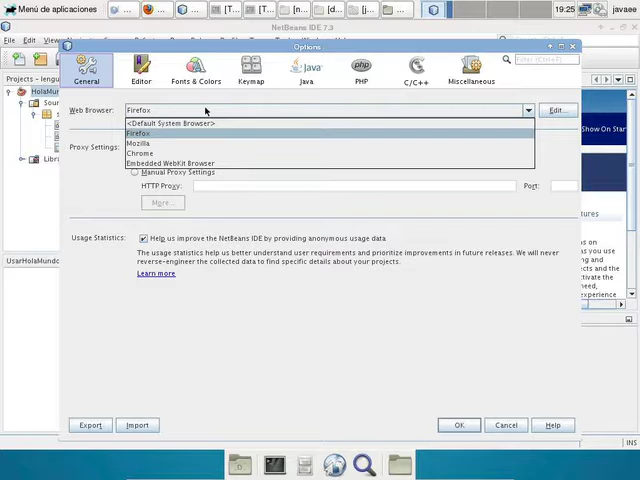 Menú de aplicaciones
19:25
javaee
NetBeans IDE 7.3
File Edit
Options
Projects
General
Editor
Fonts & Colors
Keymap
Java
PHP
C/C++
Miscellaneous
Filter (Ctrl+F)
HolaMun
Sour
Web Browser: Firefox
Edit...
<Default System Browser>
Firefox
Mozilla
Chrome
Embedded WebKit Browser
Show On Start
Proxy Settings:
Manual Proxy Settings
HTTP Proxy:
Port:
More...
Usage Statistics:
Help us improve the NetBeans IDE by providing anonymous usage data
The usage statistics help us better understand user requirements and prioritize improvements in future releases. We will never
reverse-engineer the collected data to find specific details about your projects.
Learn more
UsarHolaMundo
Export
Import
OK
Cancel
Help
INS